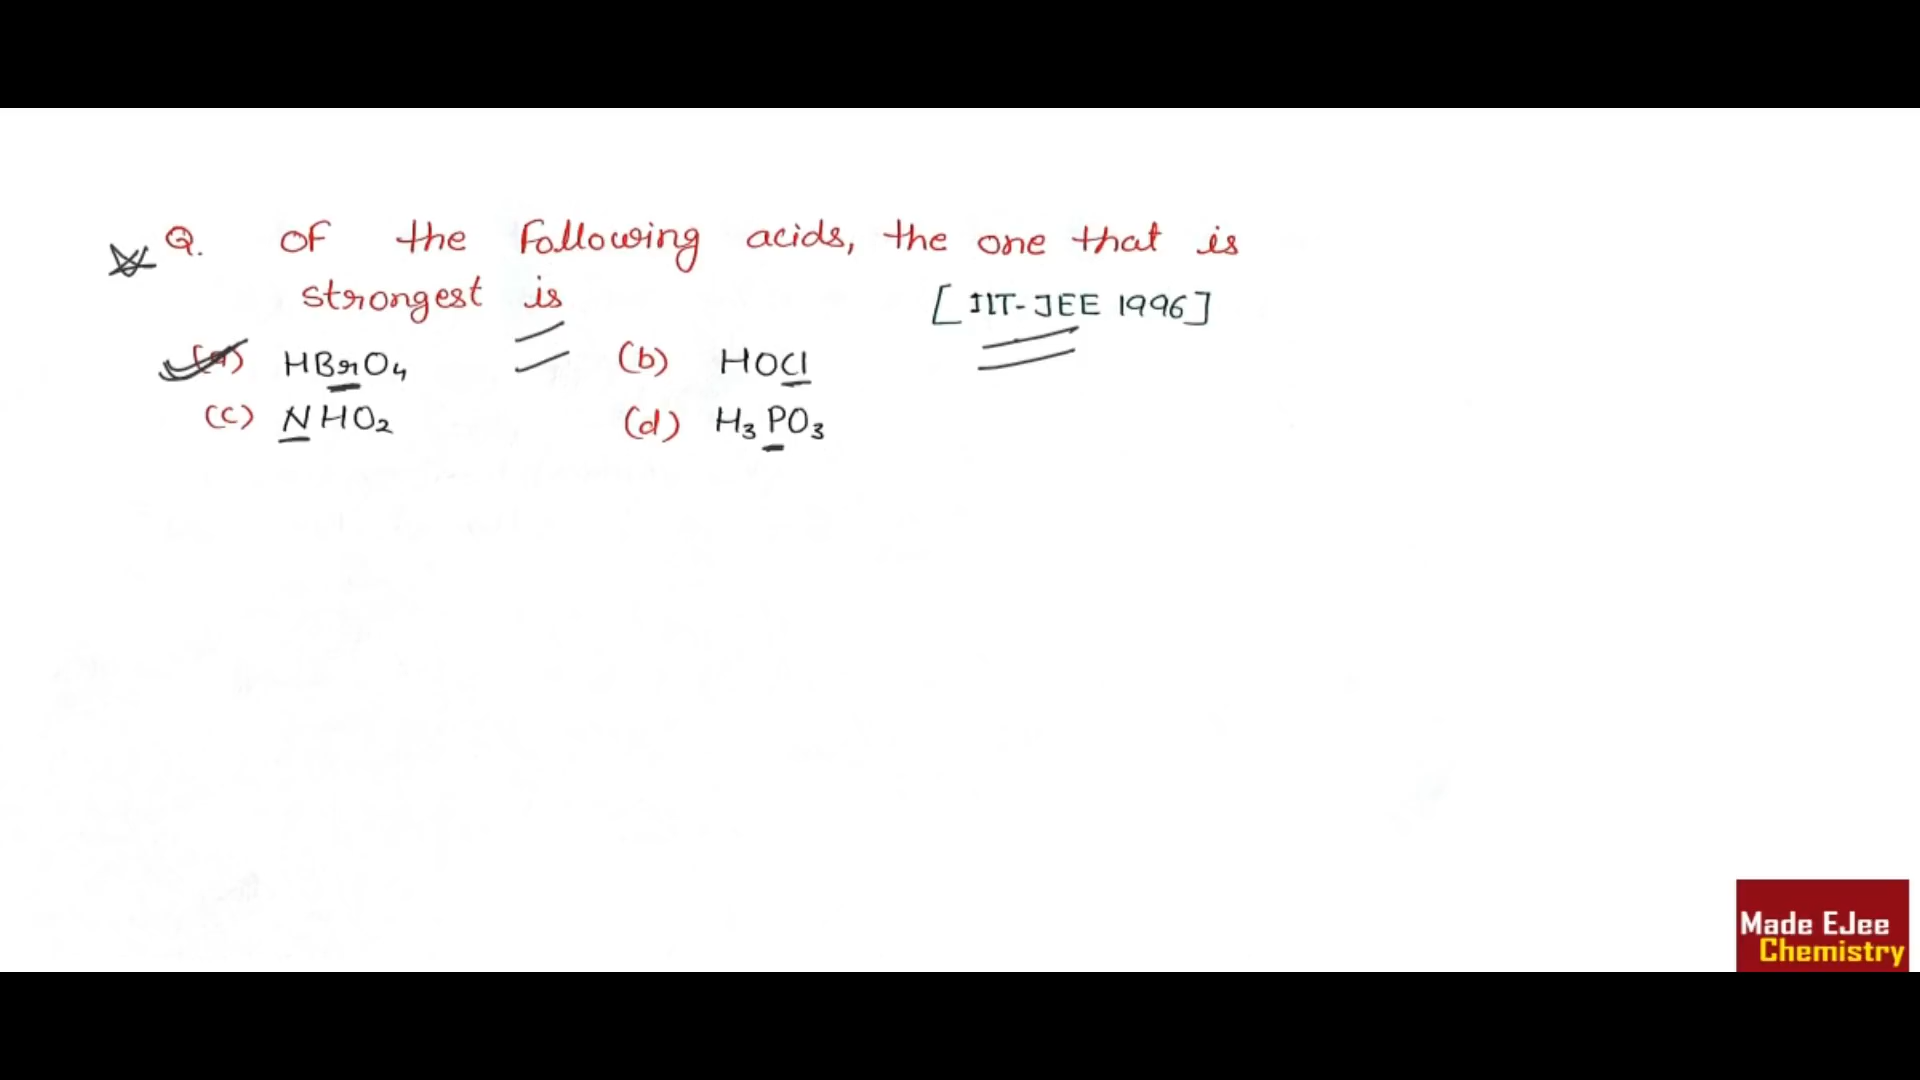 Q. OF the Following acids, the one that is
strongest is [IIT-JEE 1996]
(a) HBrO₄ (b) HOCl
(c) NHO₂ (d) H₃PO₃
Made EJee
Chemistry